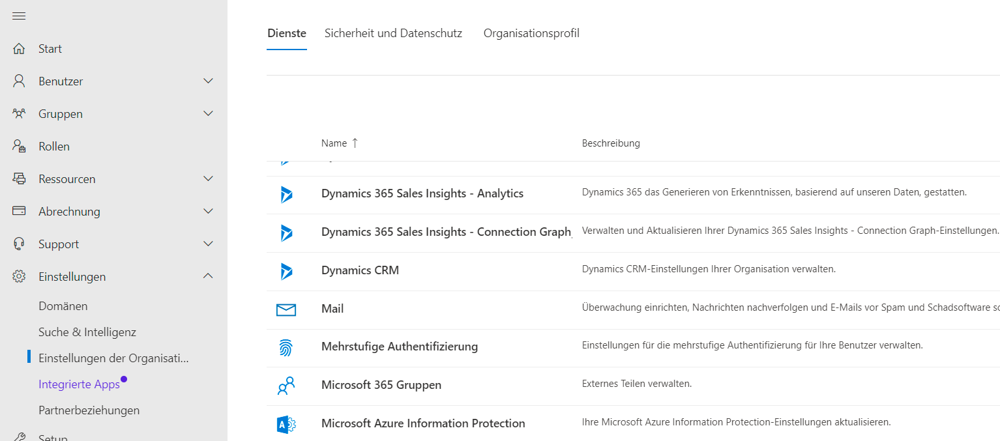 Start
Benutzer
Gruppen
Rollen
Ressourcen
Abrechnung
Support
Einstellungen
Domänen
Suche & Intelligenz
Einstellungen der Organisati...
Integrierte Apps
Partnerbeziehungen
Setup
Dienste Sicherheit und Datenschutz Organisationsprofil
Name ↑ Beschreibung
Dynamics 365 Sales Insights - Analytics Dynamics 365 das Generieren von Erkenntnissen, basierend auf unseren Daten, gestatten.
Dynamics 365 Sales Insights - Connection Graph Verwalten und Aktualisieren Ihrer Dynamics 365 Sales Insights - Connection Graph-Einstellungen.
Dynamics CRM Dynamics CRM-Einstellungen Ihrer Organisation verwalten.
Mail Überwachung einrichten, Nachrichten nachverfolgen und E-Mails vor Spam und Schadsoftware
Mehrstufige Authentifizierung Einstellungen für die mehrstufige Authentifizierung für Ihre Benutzer verwalten.
Microsoft 365 Gruppen Externes Teilen verwalten.
Microsoft Azure Information Protection Ihre Microsoft Azure Information Protection-Einstellungen aktualisieren.